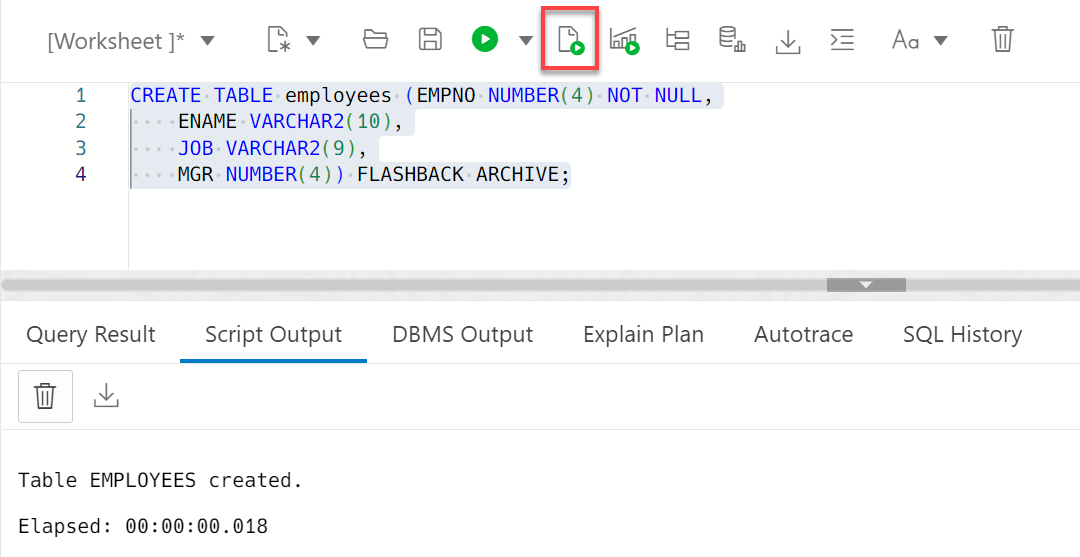 [Worksheet ]*
Aa
1 CREATE TABLE employees (EMPNO NUMBER(4) NOT NULL,
2 ENAME VARCHAR2(10),
3 JOB VARCHAR2(9),
4 MGR NUMBER(4)) FLASHBACK ARCHIVE;
Query Result Script Output DBMS Output Explain Plan Autotrace SQL History
Table EMPLOYEES created.
Elapsed: 00:00:00.018